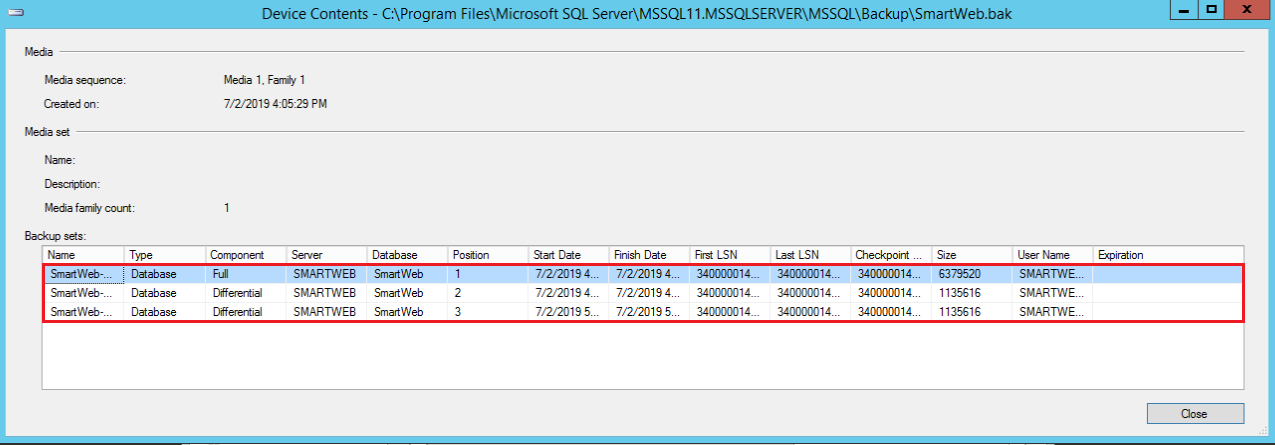 Device Contents - C:\Program Files\Microsoft SQL Server\MSSQL11.MSSQLSERVER\MSSQL\Backup\SmartWeb.bak
Media
Media sequence: Media 1, Family 1
Created on: 7/2/2019 4:05:29 PM
Media set
Name:
Description:
Media family count: 1
Backup sets:
Name Type Component Server Database Position Start Date Finish Date First LSN Last LSN Checkpoint ... Size User Name Expiration
SmartWeb-... Database Full SMARTWEB SmartWeb 1 7/2/2019 4... 7/2/2019 4... 340000014... 340000014... 340000014... 6379520 SMARTWE...
SmartWeb-... Database Differential SMARTWEB SmartWeb 2 7/2/2019 4... 7/2/2019 4... 340000014... 340000014... 340000014... 1135616 SMARTWE...
SmartWeb-... Database Differential SMARTWEB SmartWeb 3 7/2/2019 5... 7/2/2019 5... 340000014... 340000014... 340000014... 1135616 SMARTWE...
Close